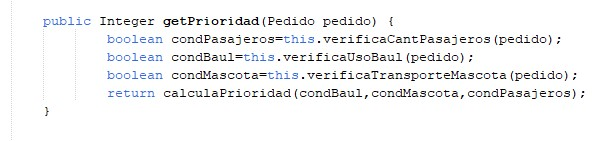 public Integer getPrioridad(Pedido pedido) {
boolean condPasajeros=this.verificaCantPasajeros(pedido);
boolean condBaul=this.verificaUsoBaul(pedido);
boolean condMascota=this.verificaTransporteMascota(pedido);
return calculaPrioridad(condBaul,condMascota,condPasajeros);
}